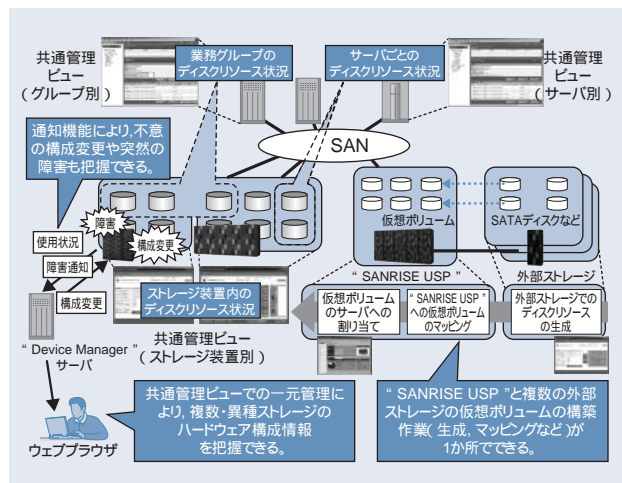 共通管理
ビュー
（グループ別）
業務グループの
ディスクリソース状況
サーバごとの
ディスクリソース状況
共通管理
ビュー
（サーバ別）
通知機能により,不意
の構成変更や突然の
障害も把握できる。
SAN
障害
構成変更
使用状況
障害通知
構成変更
仮想ボリューム
SATAディスクなど
“ SANRISE USP ”
外部ストレージ
ストレージ装置内の
ディスクリソース状況
共通管理ビュー
（ストレージ装置別）
仮想ボリューム
のサーバへの
割り当て
“ SANRISE USP ”
への仮想ボリューム
のマッピング
外部ストレージでの
ディスクリソース
の生成
“ Device Manager ”
サーバ
ウェブブラウザ
共通管理ビューでの一元管理に
より, 複数・異種ストレージの
ハードウェア構成情報
を把握できる。
“ SANRISE USP ”と複数の外部
ストレージの仮想ボリュームの構築
作業( 生成, マッピングなど )が
1か所でできる。